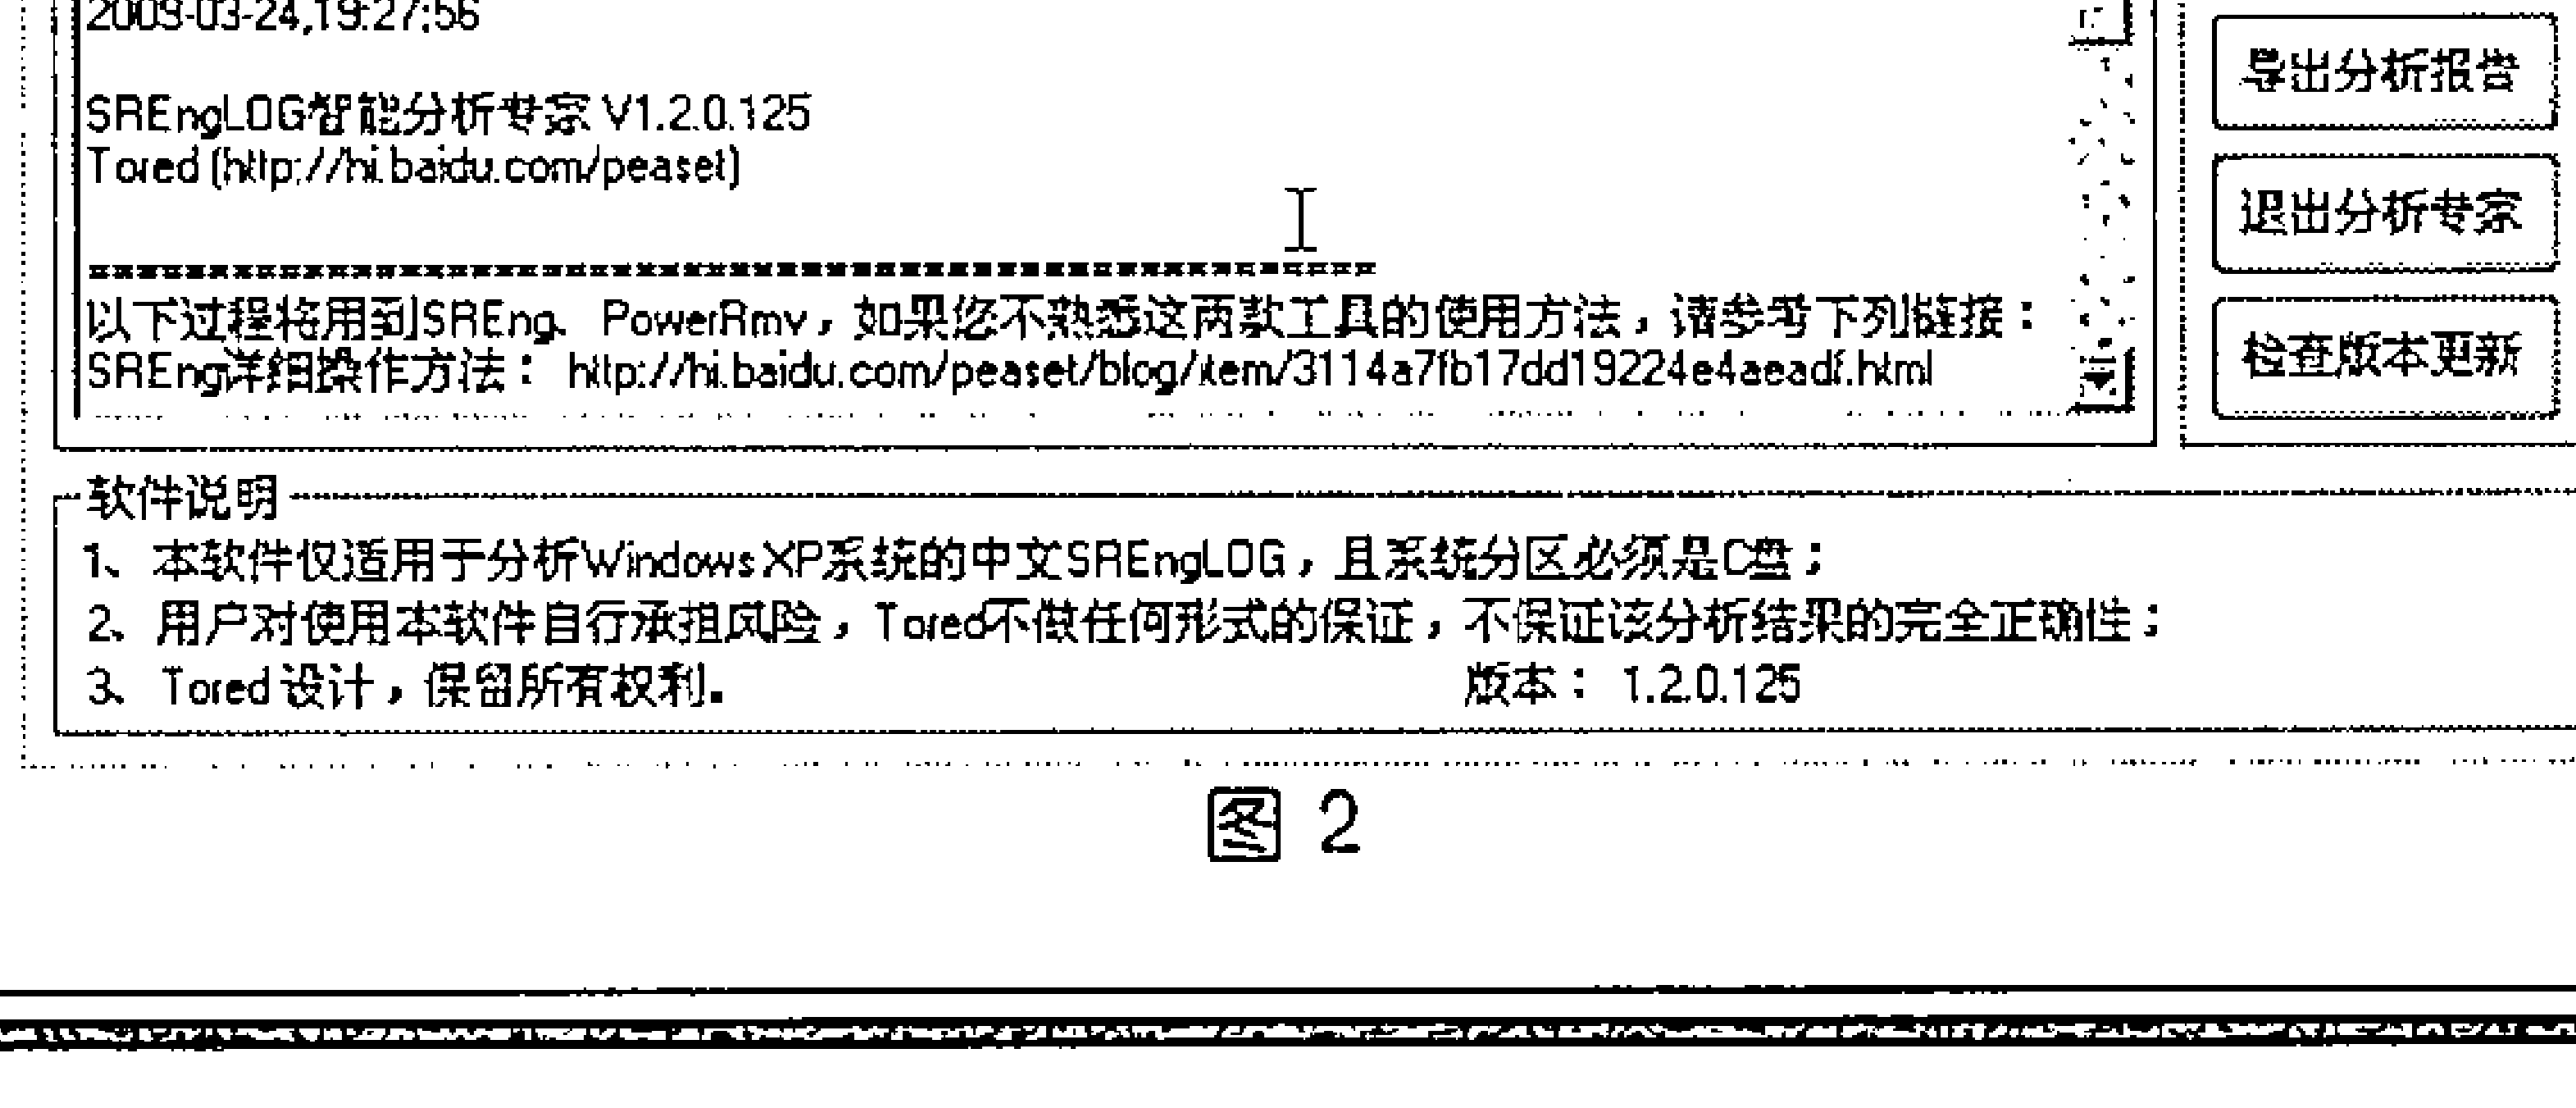 2009-03-24,19:27:56
SREngLOG智能分析专家 V1.2.0.125
Tored (http://hi.baidu.com/peaset)
以下过程将用到SREng、PowerRmv，如果您不熟悉这两款工具的使用方法，请参考下列链接：
SREng详细操作方法： http://hi.baidu.com/peaset/blog/item/3114a7fb17dd19224e4aeadf.html
导出分析报告
退出分析专家
检查版本更新
软件说明
1、本软件仅适用于分析Windows XP系统的中文SREngLOG，且系统分区必须是C盘；
2、用户对使用本软件自行承担风险，Tored不做任何形式的保证，不保证该分析结果的完全正确性；
3、Tored 设计，保留所有权利。 版本： 1.2.0.125
图 2